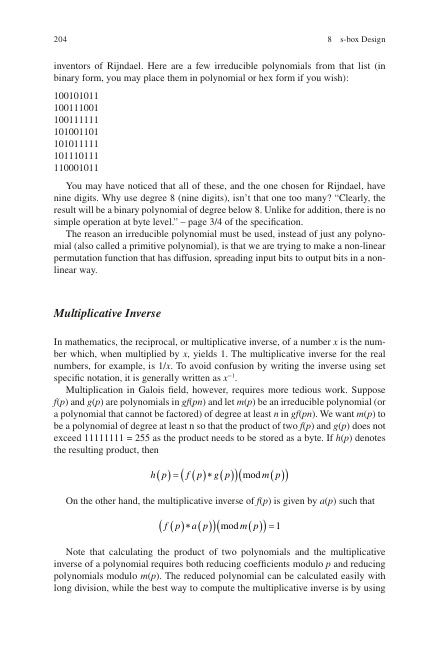 204
8 s-box Design
inventors of Rijndael. Here are a few irreducible polynomials from that list (in
binary form, you may place them in polynomial or hex form if you wish):
100101011
100111001
100111111
101001101
101011111
101110111
110001011
You may have noticed that all of these, and the one chosen for Rijndael, have
nine digits. Why use degree 8 (nine digits), isn't that one too many? “Clearly, the
result will be a binary polynomial of degree below 8. Unlike for addition, there is no
simple operation at byte level.” – page 3/4 of the specification.
The reason an irreducible polynomial must be used, instead of just any polyno-
mial (also called a primitive polynomial), is that we are trying to make a non-linear
permutation function that has diffusion, spreading input bits to output bits in a non-
linear way.
Multiplicative Inverse
In mathematics, the reciprocal, or multiplicative inverse, of a number x is the num-
ber which, when multiplied by x, yields 1. The multiplicative inverse for the real
numbers, for example, is 1/x. To avoid confusion by writing the inverse using set
specific notation, it is generally written as x⁻¹.
Multiplication in Galois field, however, requires more tedious work. Suppose
f(p) and g(p) are polynomials in gf(pn) and let m(p) be an irreducible polynomial (or
a polynomial that cannot be factored) of degree at least n in gf(pn). We want m(p) to
be a polynomial of degree at least n so that the product of two f(p) and g(p) does not
exceed 11111111 = 255 as the product needs to be stored as a byte. If h(p) denotes
the resulting product, then
h(p) = (f(p)*g(p))(mod m(p))
On the other hand, the multiplicative inverse of f(p) is given by a(p) such that
(f(p)*a(p))(mod m(p)) = 1
Note that calculating the product of two polynomials and the multiplicative
inverse of a polynomial requires both reducing coefficients modulo p and reducing
polynomials modulo m(p). The reduced polynomial can be calculated easily with
long division, while the best way to compute the multiplicative inverse is by using